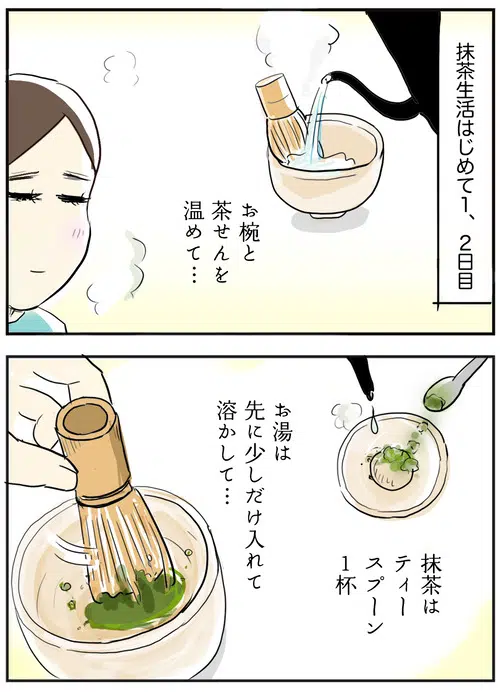 抹茶生活はじめて1、2日目
お椀と
茶せんを
温めて…
抹茶は
ティー
スプーン
1杯
お湯は
先に少しだけ入れて
溶かして…